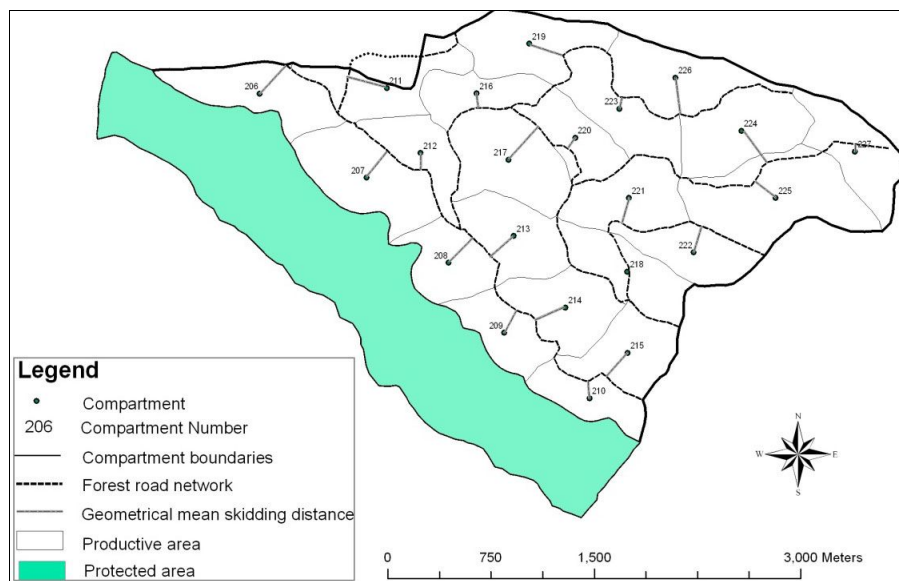 219
226
206
211
216
223
224
220
227
212
217
207
221
225
213
222
208
218
214
209
215
210
Legend
Compartment
206 Compartment Number
Compartment boundaries
Forest road network
Geometrical mean skidding distance
Productive area
Protected area
N
W E
S
0 750 1,500 3,000 Meters